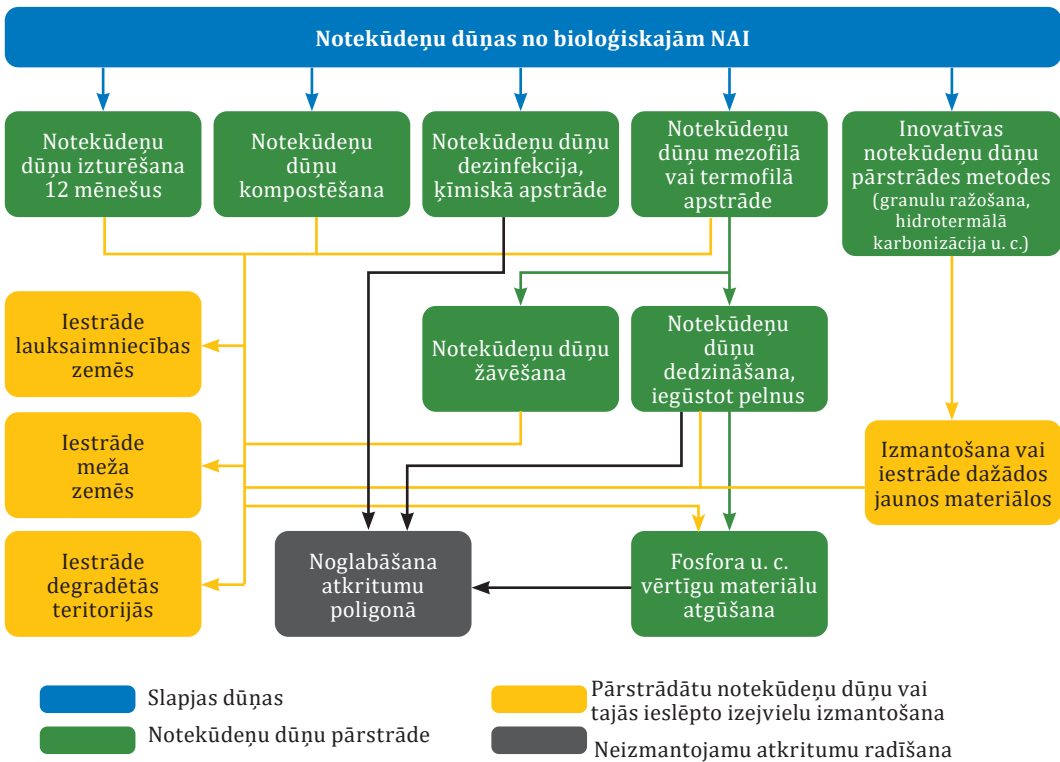 Notekūdeņu dūņas no bioloģiskajām NAI
Notekūdeņu
dūņu izturēšana
12 mēnešus
Notekūdeņu
dūņu
kompostēšana
Notekūdeņu dūņu
dezinfekcija,
ķīmiskā apstrāde
Notekūdeņu
dūņu mezofilā
vai termofilā
apstrāde
Inovatīvas
notekūdeņu dūņu
pārstrādes metodes
(granulu ražošana,
hidrotermālā
karbonizācija u. c.)
Iestrāde
lauksaimniecības
zemēs
Notekūdeņu dūņu
žāvēšana
Notekūdeņu
dūņu
dedzināšana,
iegūstot pelnus
Iestrāde
meža
zemēs
Izmantošana vai
iestrāde dažādos
jaunos materiālos
Iestrāde
degradētās
teritorijās
Noglabāšana
atkritumu
poligonā
Fosfora u. c.
vērtīgu materiālu
atgūšana
Slapjas dūņas
Notekūdeņu dūņu pārstrāde
Pārstrādātu notekūdeņu dūņu vai
tajās ieslēpto izejvielu izmantošana
Neizmantojamu atkritumu radīšana